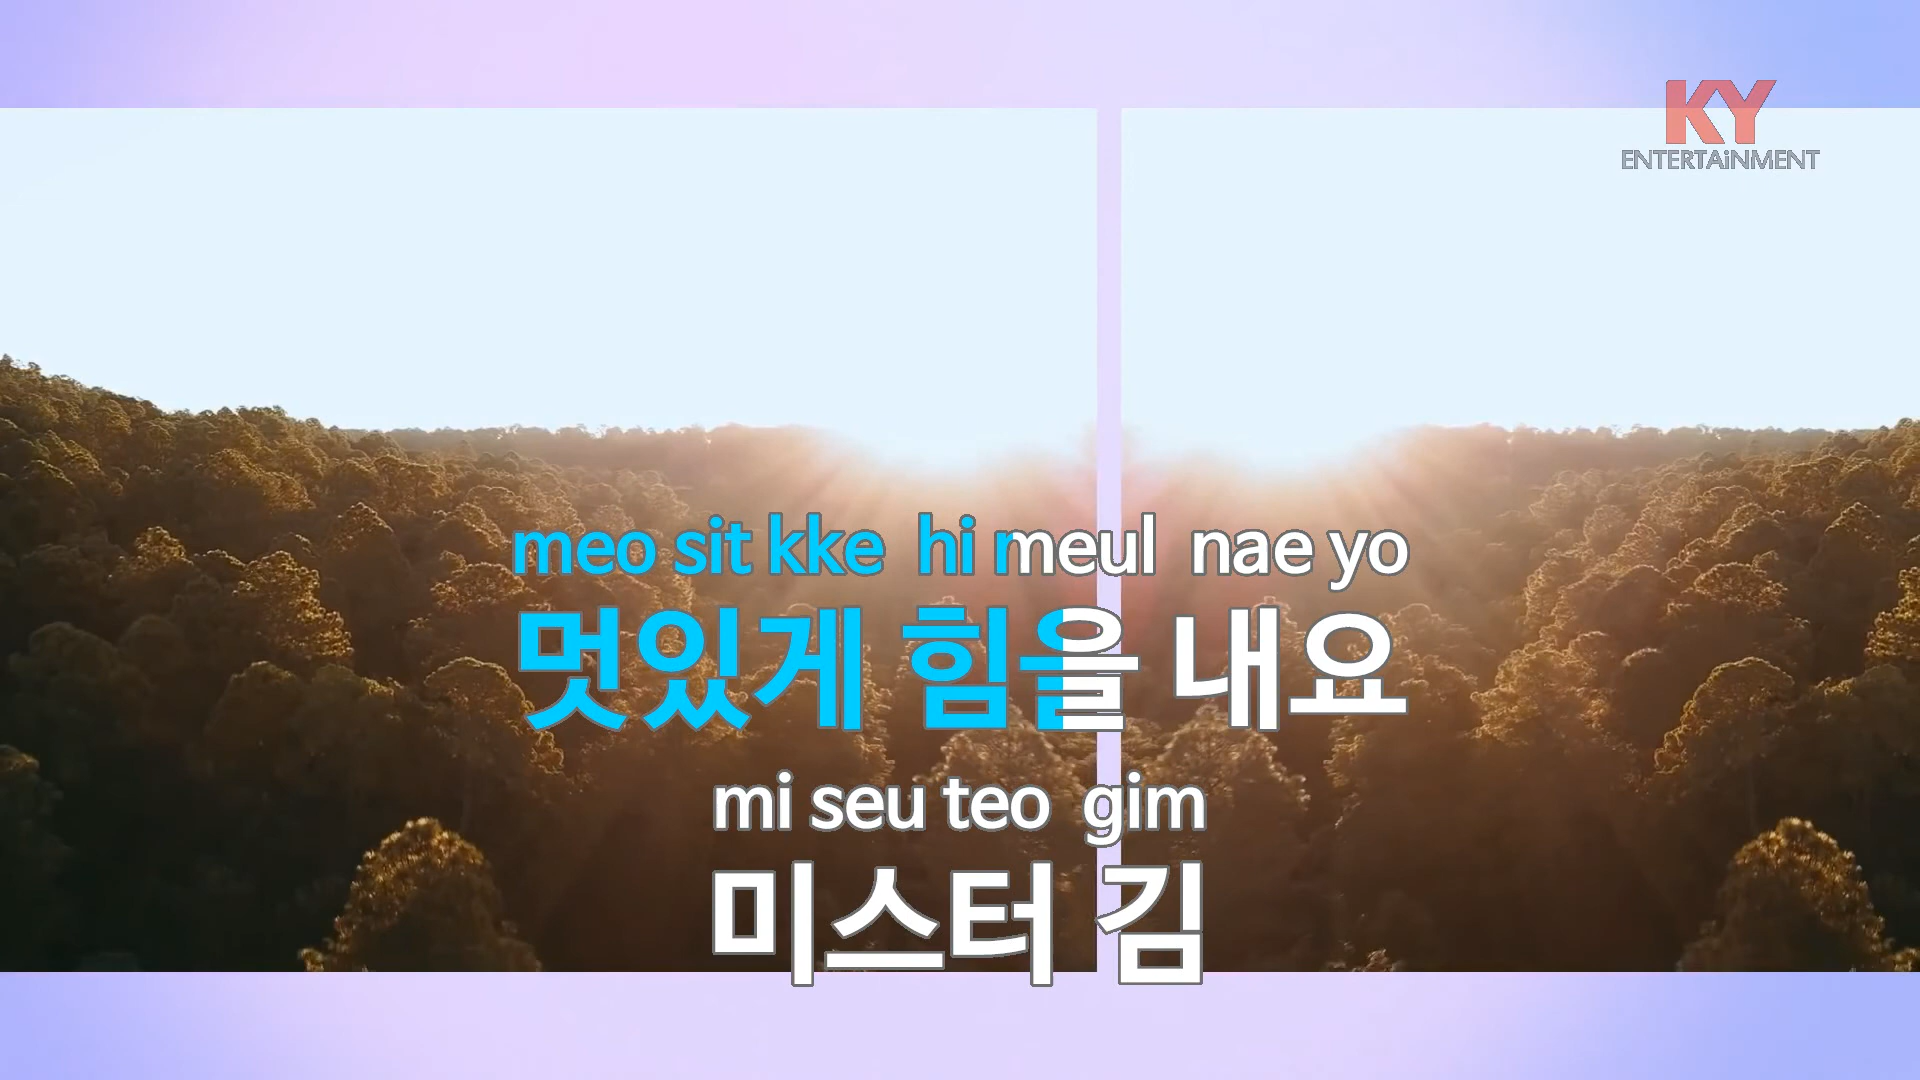 KY
ENTERTAiNMENT
meo sit kke hi meul nae yo
멋있게 힘을 내요
mi seu teo gim
미스터 김